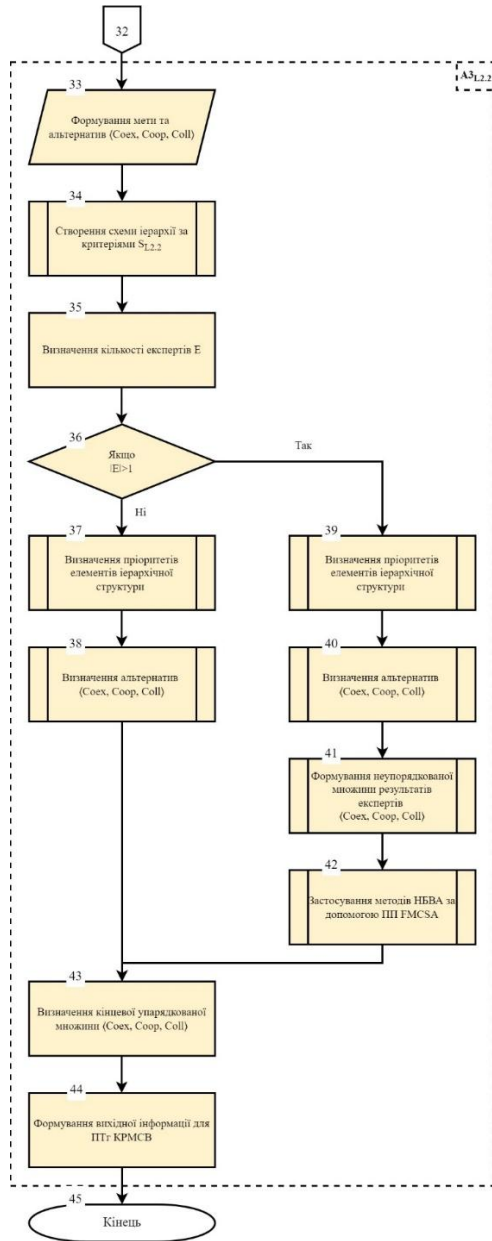 32
A3L2.2
33
Формування мети та
альтернатив (Coex, Coop, Coll)
34
Створення схеми ієрархії за
критеріями SL2.2
35
Визначення кількості експертів E
36
Якщо
|E|>1
Так
Ні
37
Визначення пріоритетів
елементів ієрархічної
структури
39
Визначення пріоритетів
елементів ієрархічної
структури
38
Визначення альтернатив
(Coex, Coop, Coll)
40
Визначення альтернатив
(Coex, Coop, Coll)
41
Формування неупорядкованої
множини результатів
експертів
(Coex, Coop, Coll)
42
Застосування методів НБВА за
допомогою ПП FMCSA
43
Визначення кінцевої упарядкованої
множини (Coex, Coop, Coll)
44
Формування вихідної інформації для
ПТг КРМСВ
45
Кінець